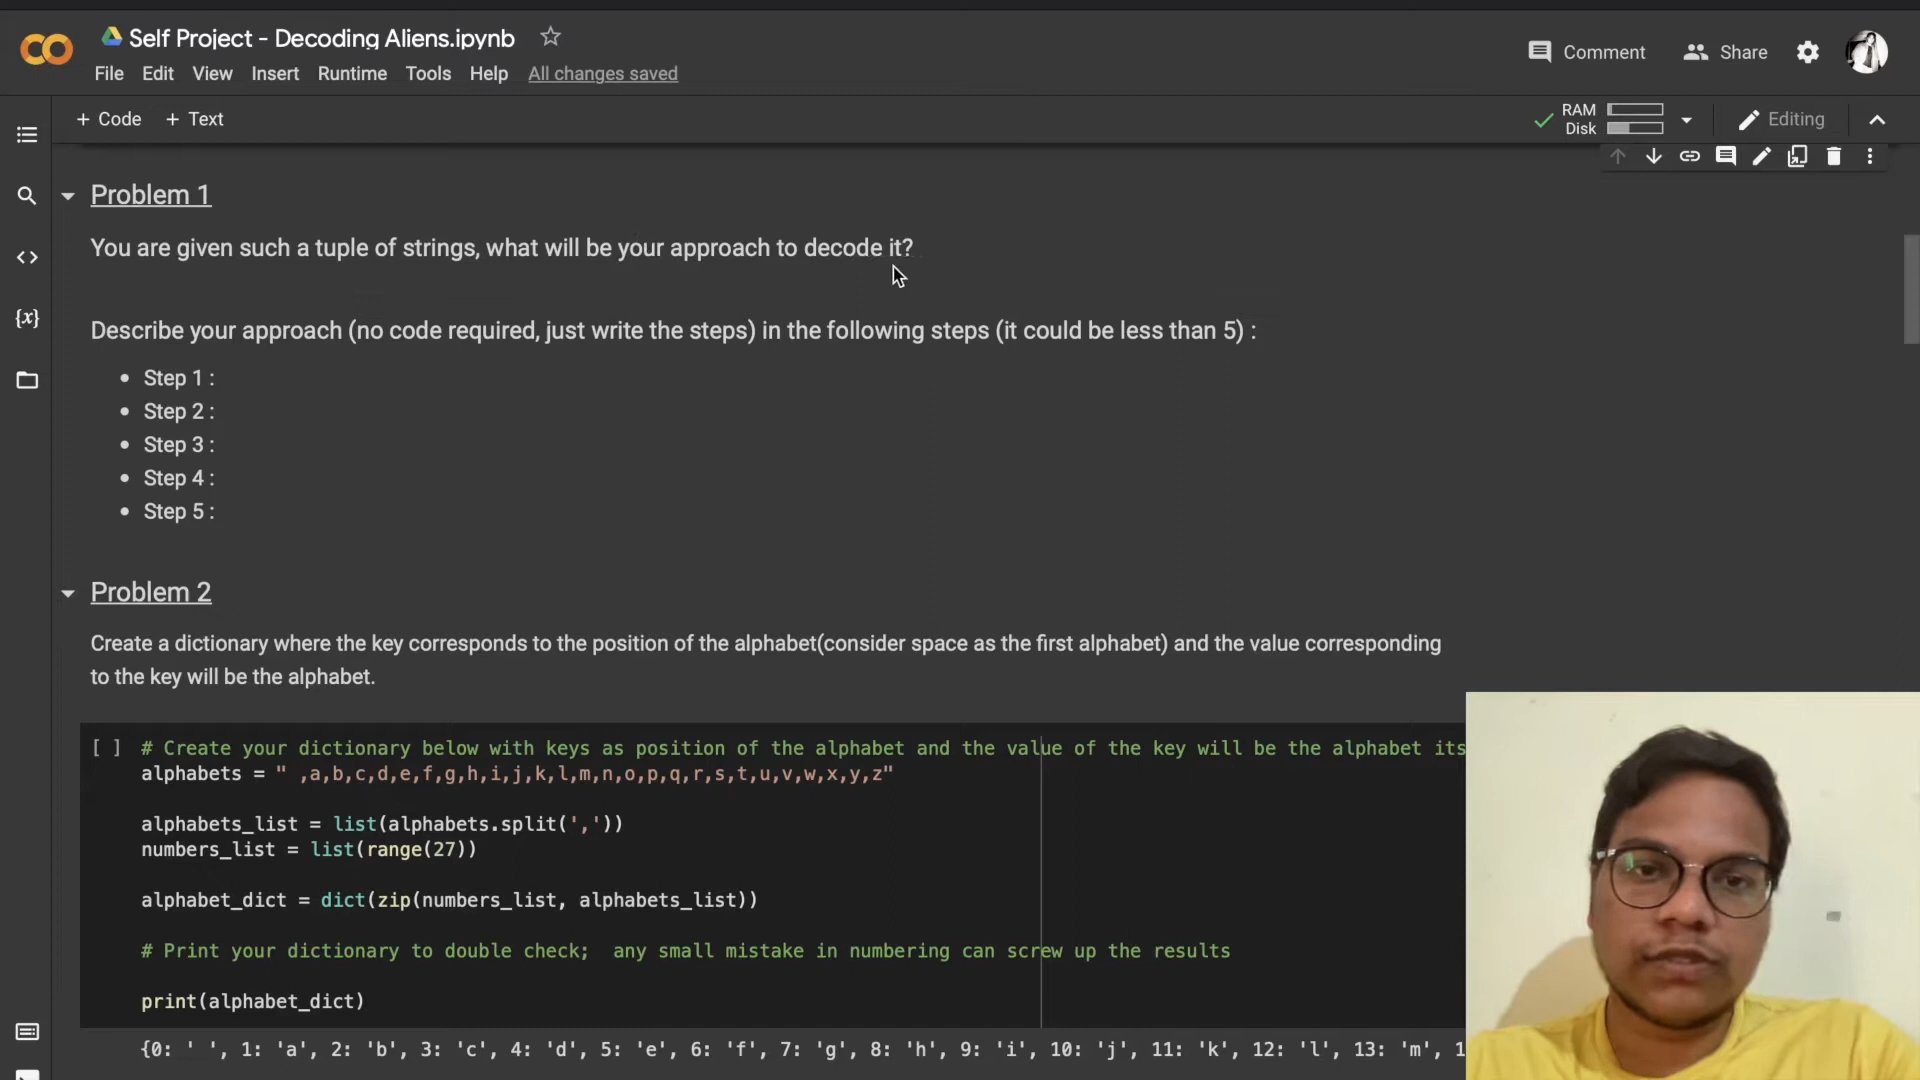 Self Project - Decoding Aliens.ipynb
File Edit View Insert Runtime Tools Help All changes saved
Comment Share
+ Code + Text
RAM
Disk
Editing
Problem 1
You are given such a tuple of strings, what will be your approach to decode it?
Describe your approach (no code required, just write the steps) in the following steps (it could be less than 5) :
• Step 1 :
• Step 2 :
• Step 3 :
• Step 4 :
• Step 5 :
Problem 2
Create a dictionary where the key corresponds to the position of the alphabet(consider space as the first alphabet) and the value corresponding
to the key will be the alphabet.
[ ] # Create your dictionary below with keys as position of the alphabet and the value of the key will be the alphabet its
alphabets = " ,a,b,c,d,e,f,g,h,i,j,k,l,m,n,o,p,q,r,s,t,u,v,w,x,y,z"
alphabets_list = list(alphabets.split(','))
numbers_list = list(range(27))
alphabet_dict = dict(zip(numbers_list, alphabets_list))
# Print your dictionary to double check;  any small mistake in numbering can screw up the results
print(alphabet_dict)
{0: ' ', 1: 'a', 2: 'b', 3: 'c', 4: 'd', 5: 'e', 6: 'f', 7: 'g', 8: 'h', 9: 'i', 10: 'j', 11: 'k', 12: 'l', 13: 'm', 1